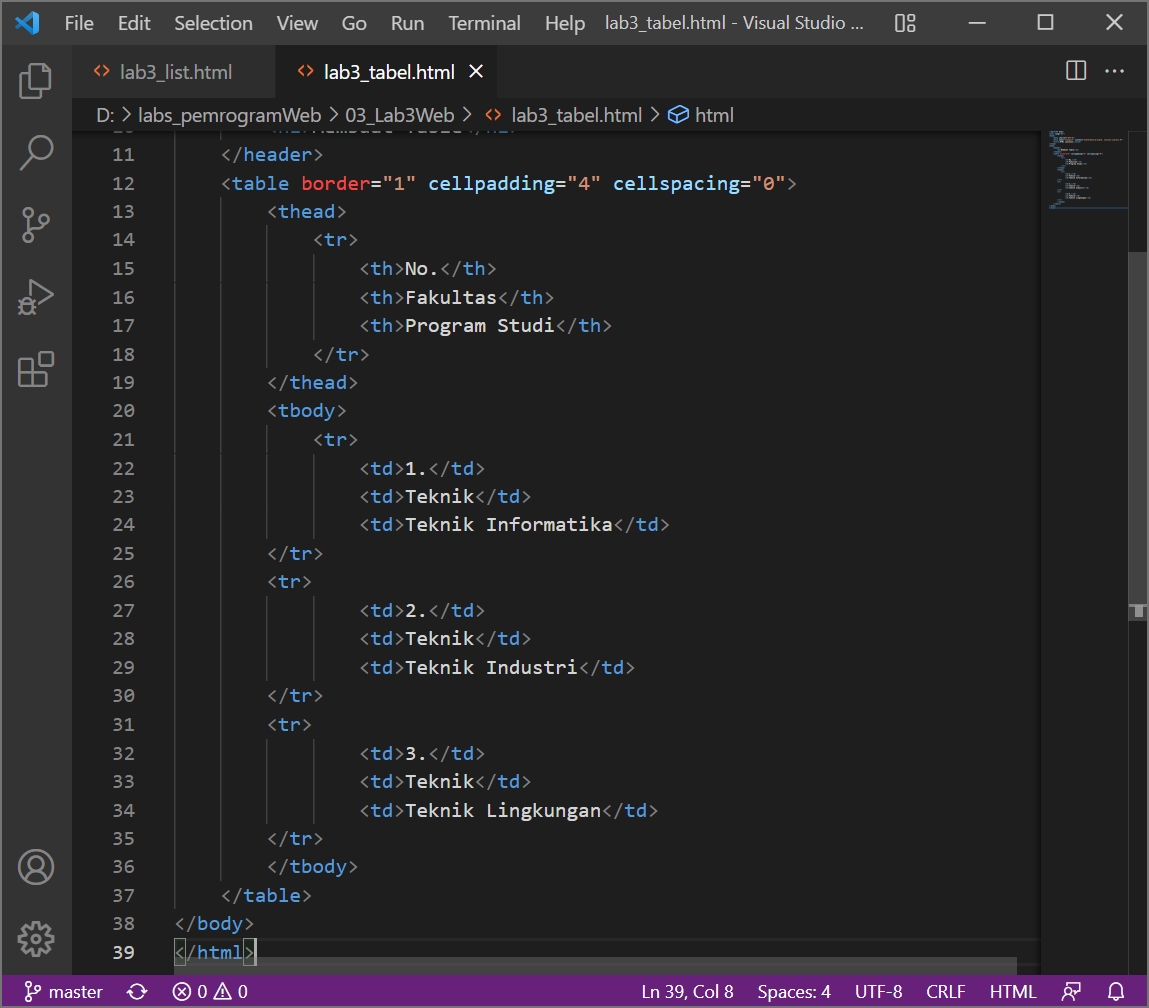 File Edit Selection View Go Run Terminal Help lab3_tabel.html - Visual Studio ...
lab3_list.html lab3_tabel.html
D: > labs_pemrogramWeb > 03_Lab3Web > lab3_tabel.html > html
11 </header>
12 <table border="1" cellpadding="4" cellspacing="0">
13 <thead>
14 <tr>
15 <th>No.</th>
16 <th>Fakultas</th>
17 <th>Program Studi</th>
18 </tr>
19 </thead>
20 <tbody>
21 <tr>
22 <td>1.</td>
23 <td>Teknik</td>
24 <td>Teknik Informatika</td>
25 </tr>
26 <tr>
27 <td>2.</td>
28 <td>Teknik</td>
29 <td>Teknik Industri</td>
30 </tr>
31 <tr>
32 <td>3.</td>
33 <td>Teknik</td>
34 <td>Teknik Lingkungan</td>
35 </tr>
36 </tbody>
37 </table>
38 </body>
39 </html>
master 0 0 Ln 39, Col 8 Spaces: 4 UTF-8 CRLF HTML